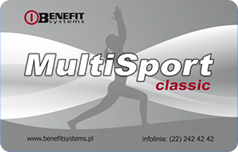 BENEFIT
systems
MultiSport
classic
www.benefitsystems.pl infolinia: (22) 242 42 42